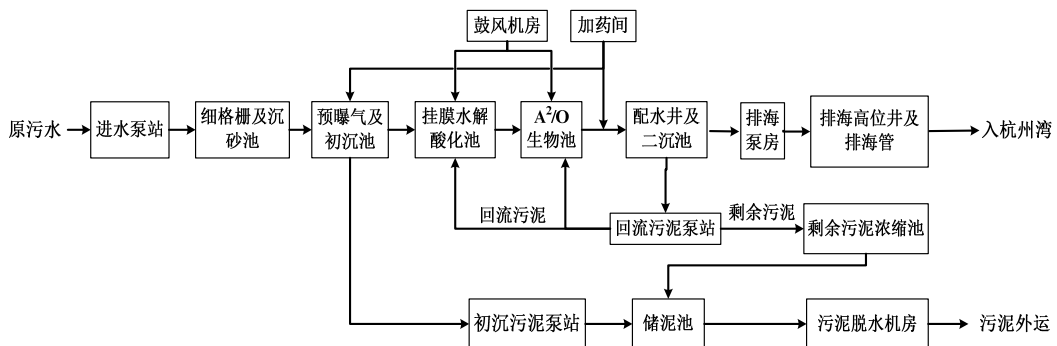 鼓风机房
加药间
原污水
进水泵站
细格栅及沉
砂池
预曝气及
初沉池
挂膜水解
酸化池
A²/O
生物池
配水井及
二沉池
排海
泵房
排海高位井及
排海管
入杭州湾
回流污泥
回流污泥泵站
剩余污泥
剩余污泥浓缩池
初沉污泥泵站
储泥池
污泥脱水机房
污泥外运